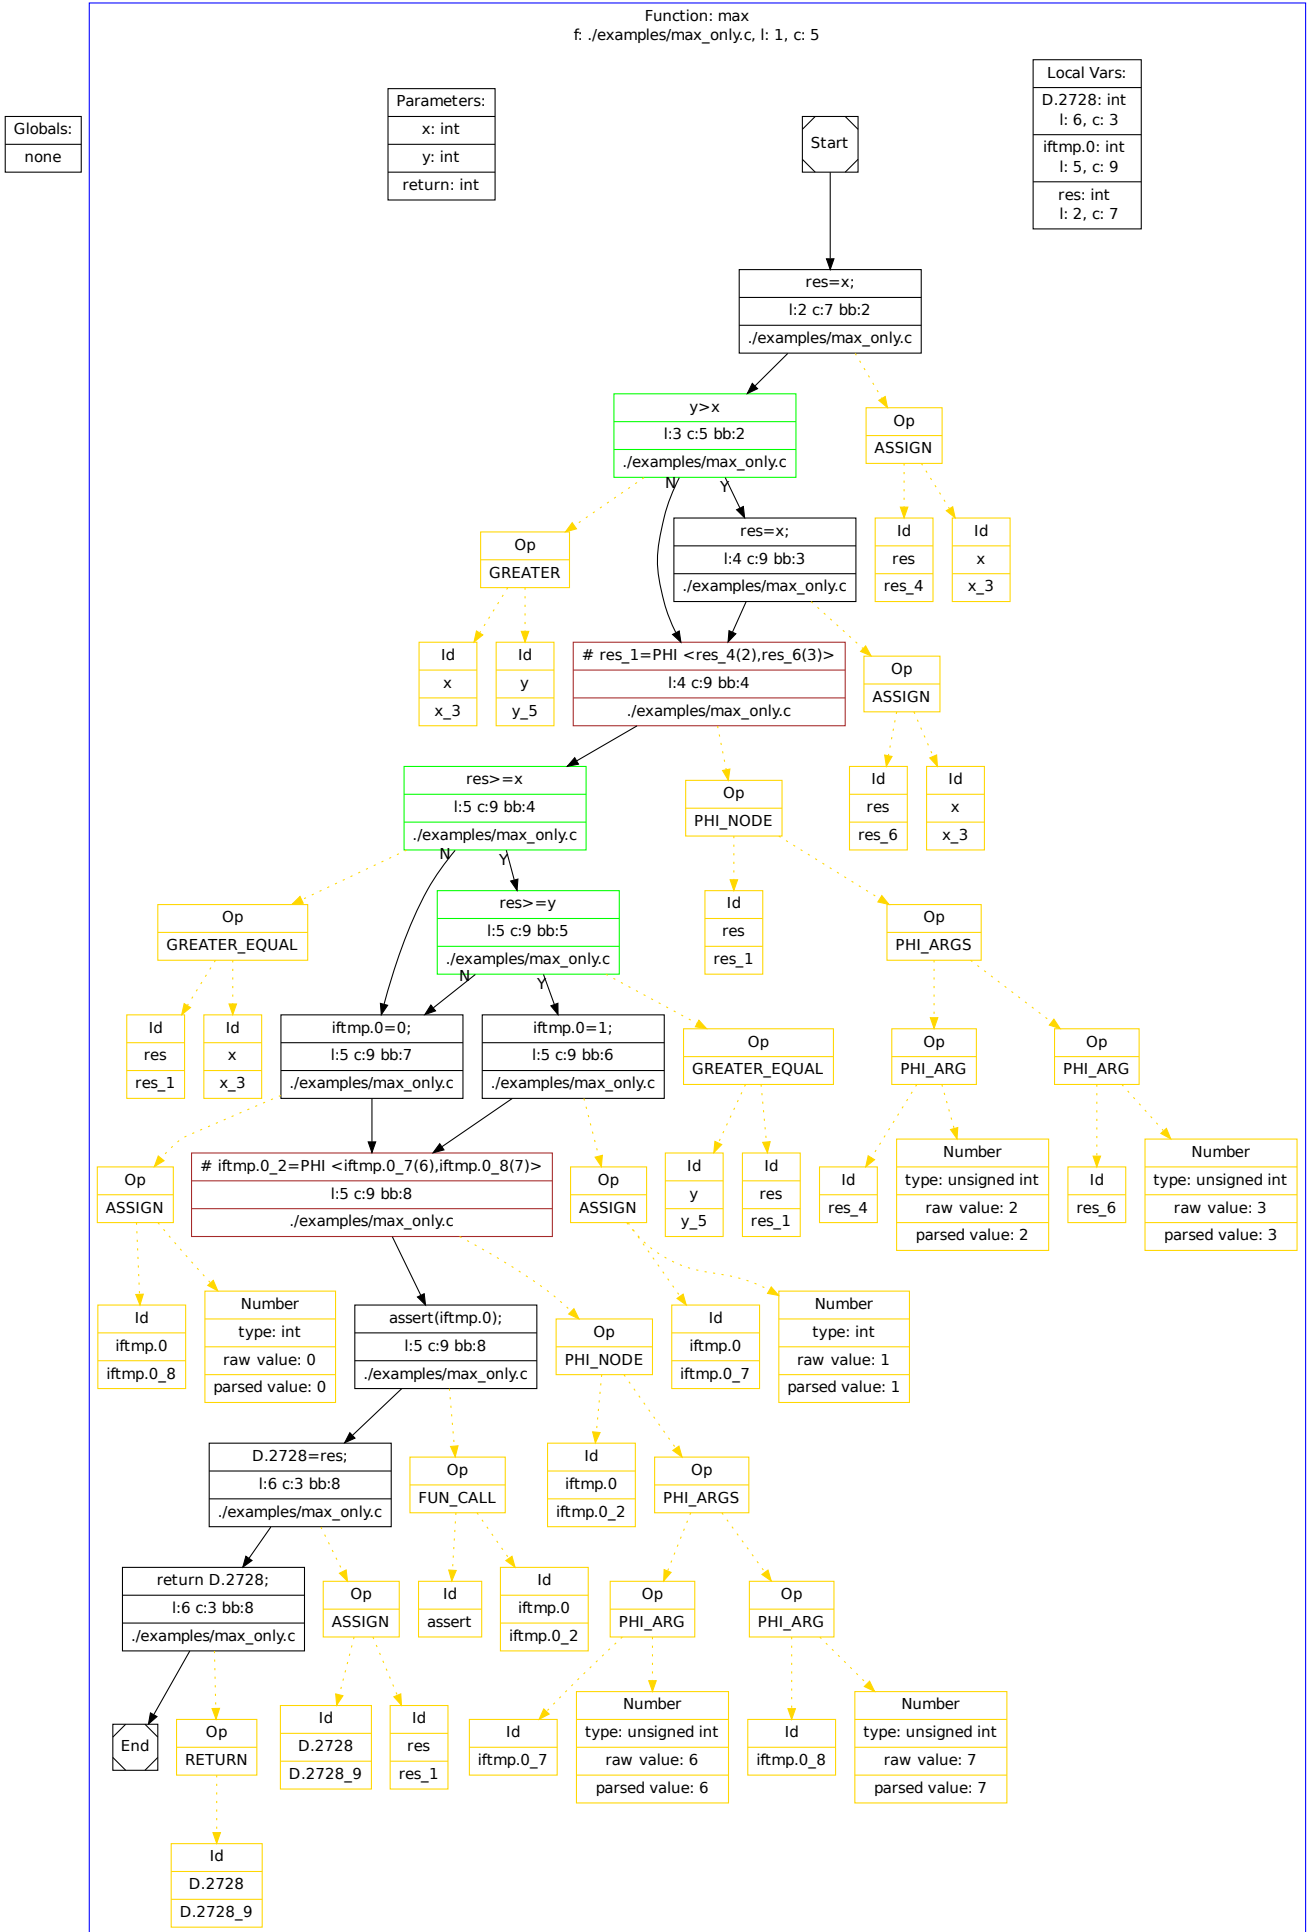 Function: max
f: ./examples/max_only.c, l: 1, c: 5
Globals:
none
Parameters:
x: int
y: int
return: int
Start
Local Vars:
D.2728: int
l: 6, c: 3
iftmp.0: int
l: 5, c: 9
res: int
l: 2, c: 7
res=x;
l:2 c:7 bb:2
./examples/max_only.c
y>x
l:3 c:5 bb:2
./examples/max_only.c
N
Y
Op
ASSIGN
Id
res
res_4
Id
x
x_3
Op
GREATER
Id
x
x_3
Id
y
y_5
res=x;
l:4 c:9 bb:3
./examples/max_only.c
# res_1=PHI <res_4(2),res_6(3)>
l:4 c:9 bb:4
./examples/max_only.c
Op
ASSIGN
Id
res
res_6
Id
x
x_3
res>=x
l:5 c:9 bb:4
./examples/max_only.c
N
Y
Op
PHI_NODE
Id
res
res_1
Op
PHI_ARGS
Op
PHI_ARG
Op
PHI_ARG
Id
res_4
Number
type: unsigned int
raw value: 2
parsed value: 2
Id
res_6
Number
type: unsigned int
raw value: 3
parsed value: 3
Op
GREATER_EQUAL
Id
res
res_1
Id
x
x_3
res>=y
l:5 c:9 bb:5
./examples/max_only.c
N
Y
iftmp.0=0;
l:5 c:9 bb:7
./examples/max_only.c
iftmp.0=1;
l:5 c:9 bb:6
./examples/max_only.c
Op
GREATER_EQUAL
Id
y
y_5
Id
res
res_1
Op
ASSIGN
Id
iftmp.0
iftmp.0_8
Number
type: int
raw value: 0
parsed value: 0
# iftmp.0_2=PHI <iftmp.0_7(6),iftmp.0_8(7)>
l:5 c:9 bb:8
./examples/max_only.c
Op
ASSIGN
Id
iftmp.0
iftmp.0_7
Number
type: int
raw value: 1
parsed value: 1
assert(iftmp.0);
l:5 c:9 bb:8
./examples/max_only.c
Op
PHI_NODE
Id
iftmp.0
iftmp.0_2
Op
PHI_ARGS
D.2728=res;
l:6 c:3 bb:8
./examples/max_only.c
Op
FUN_CALL
Id
assert
Id
iftmp.0
iftmp.0_2
Op
PHI_ARG
Op
PHI_ARG
return D.2728;
l:6 c:3 bb:8
./examples/max_only.c
Op
ASSIGN
Id
D.2728
D.2728_9
Id
res
res_1
Id
iftmp.0_7
Number
type: unsigned int
raw value: 6
parsed value: 6
Id
iftmp.0_8
Number
type: unsigned int
raw value: 7
parsed value: 7
End
Op
RETURN
Id
D.2728
D.2728_9